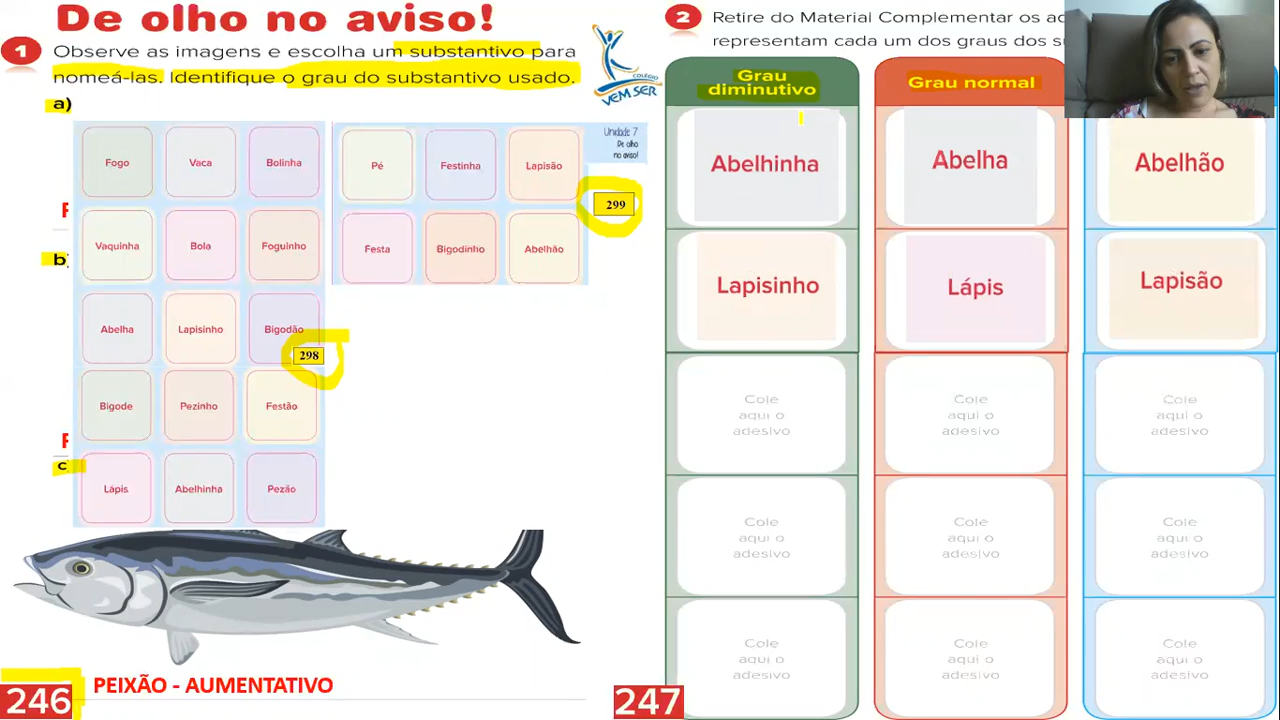 De olho no aviso!
1 Observe as imagens e escolha um substantivo para
nomeá-las. Identifique o grau do substantivo usado.
COLÉGIO
VEM SER
a)
Fogo Vaca Bolinha
Vaquinha Bola Foguinho
Abelha Lapisinho Bigodão
298
Bigode Pezinho Festão
Lápis Abelhinha Pezão
Pé Festinha Lapisão
Festa Bigodinho Abelhão
Unidade 7
De olho
no aviso!
299
b)
c
PEIXÃO - AUMENTATIVO
246
2 Retire do Material Complementar os
representam cada um dos graus dos
Grau
diminutivo
Grau normal
Abelhinha Abelha Abelhão
Lapisinho Lápis Lapisão
Cole
aqui o
adesivo
Cole
aqui o
adesivo
Cole
aqui o
adesivo
Cole
aqui o
adesivo
Cole
aqui o
adesivo
Cole
aqui o
adesivo
Cole
aqui o
adesivo
Cole
aqui o
adesivo
Cole
aqui o
adesivo
247